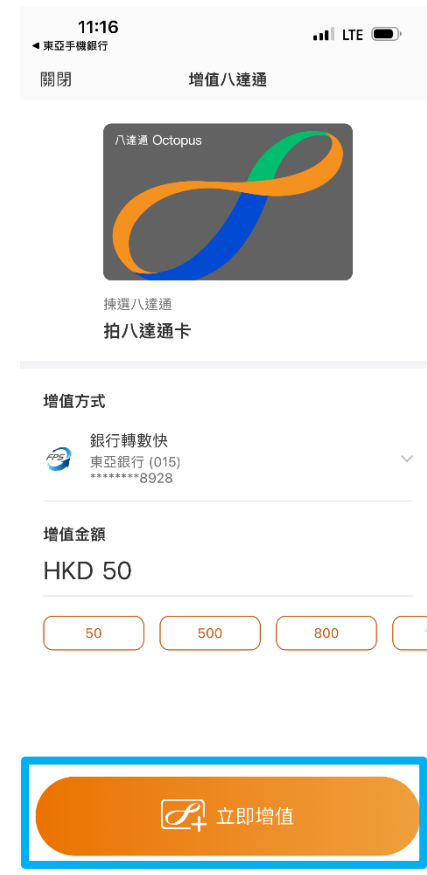 11:16
LTE
◀ 東亞手機銀行
關閉
增值八達通
八達通 Octopus
揀選八達通
拍八達通卡
增值方式
銀行轉數快
FPS
東亞銀行 (015)
********8928
增值金額
HKD 50
50
500
800
立即增值